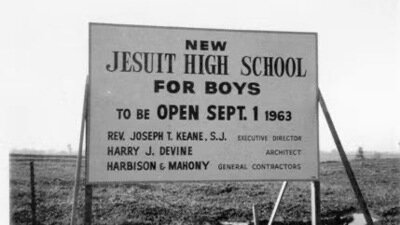 NEW
JESUIT HIGH SCHOOL
FOR BOYS
TO BE OPEN SEPT. 1 1963
REV. JOSEPH T. KEANE, S.J. EXECUTIVE DIRECTOR
HARRY J. DEVINE ARCHITECT
HARBISON & MAHONY GENERAL CONTRACTORS